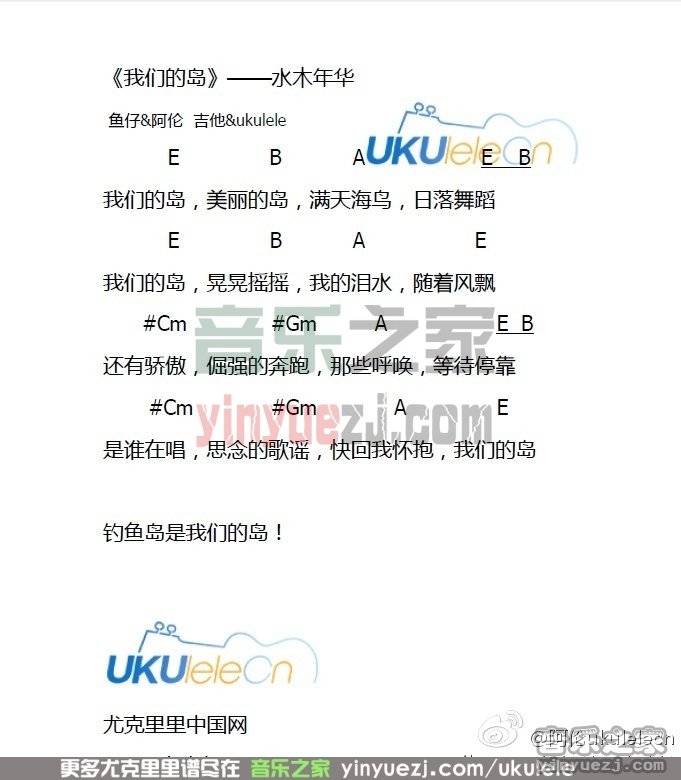 《我们的岛》——水木年华
鱼仔&阿伦 吉他&ukulele
UKUleleCn
E B A E B
我们的岛，美丽的岛，满天海鸟，日落舞蹈
E B A E
我们的岛，晃晃摇摇，我的泪水，随着风飘
音乐之家
#Cm #Gm A E B
还有骄傲，倔强的奔跑，那些呼唤，等待停靠
#Cm #Gm A E
yinyuezj.com
是谁在唱，思念的歌谣，快回我怀抱，我们的岛
钓鱼岛是我们的岛！
UKUleleCn
尤克里里中国网
@阿伦ukulelecn
音乐之家
yinyuezj.com
更多尤克里里谱尽在 音乐之家 yinyuezj.com/ukulela